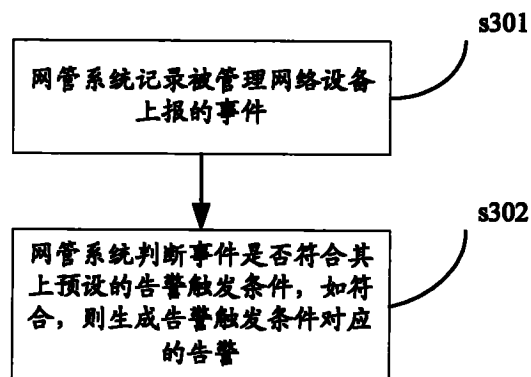 s301
网管系统记录被管理网络设备
上报的事件
s302
网管系统判断事件是否符合其
上预设的告警触发条件，如符
合，则生成告警触发条件对应
的告警